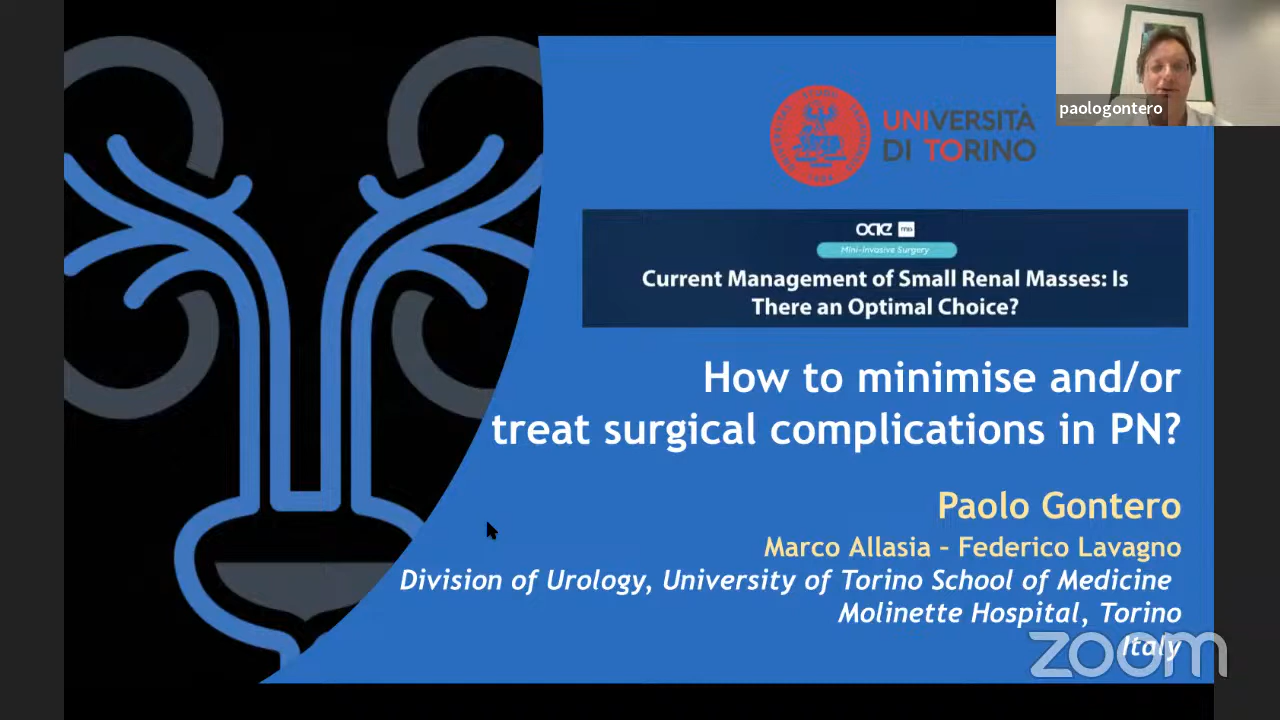 paologontero
UNIVERSITÀ
DI TORINO
OAE
Mini-Invasive Surgery
Current Management of Small Renal Masses: Is
There an Optimal Choice?
How to minimise and/or
treat surgical complications in PN?
Paolo Gontero
Marco Allasia – Federico Lavagno
Division of Urology, University of Torino School of Medicine
Molinette Hospital, Torino
Italy
zoom